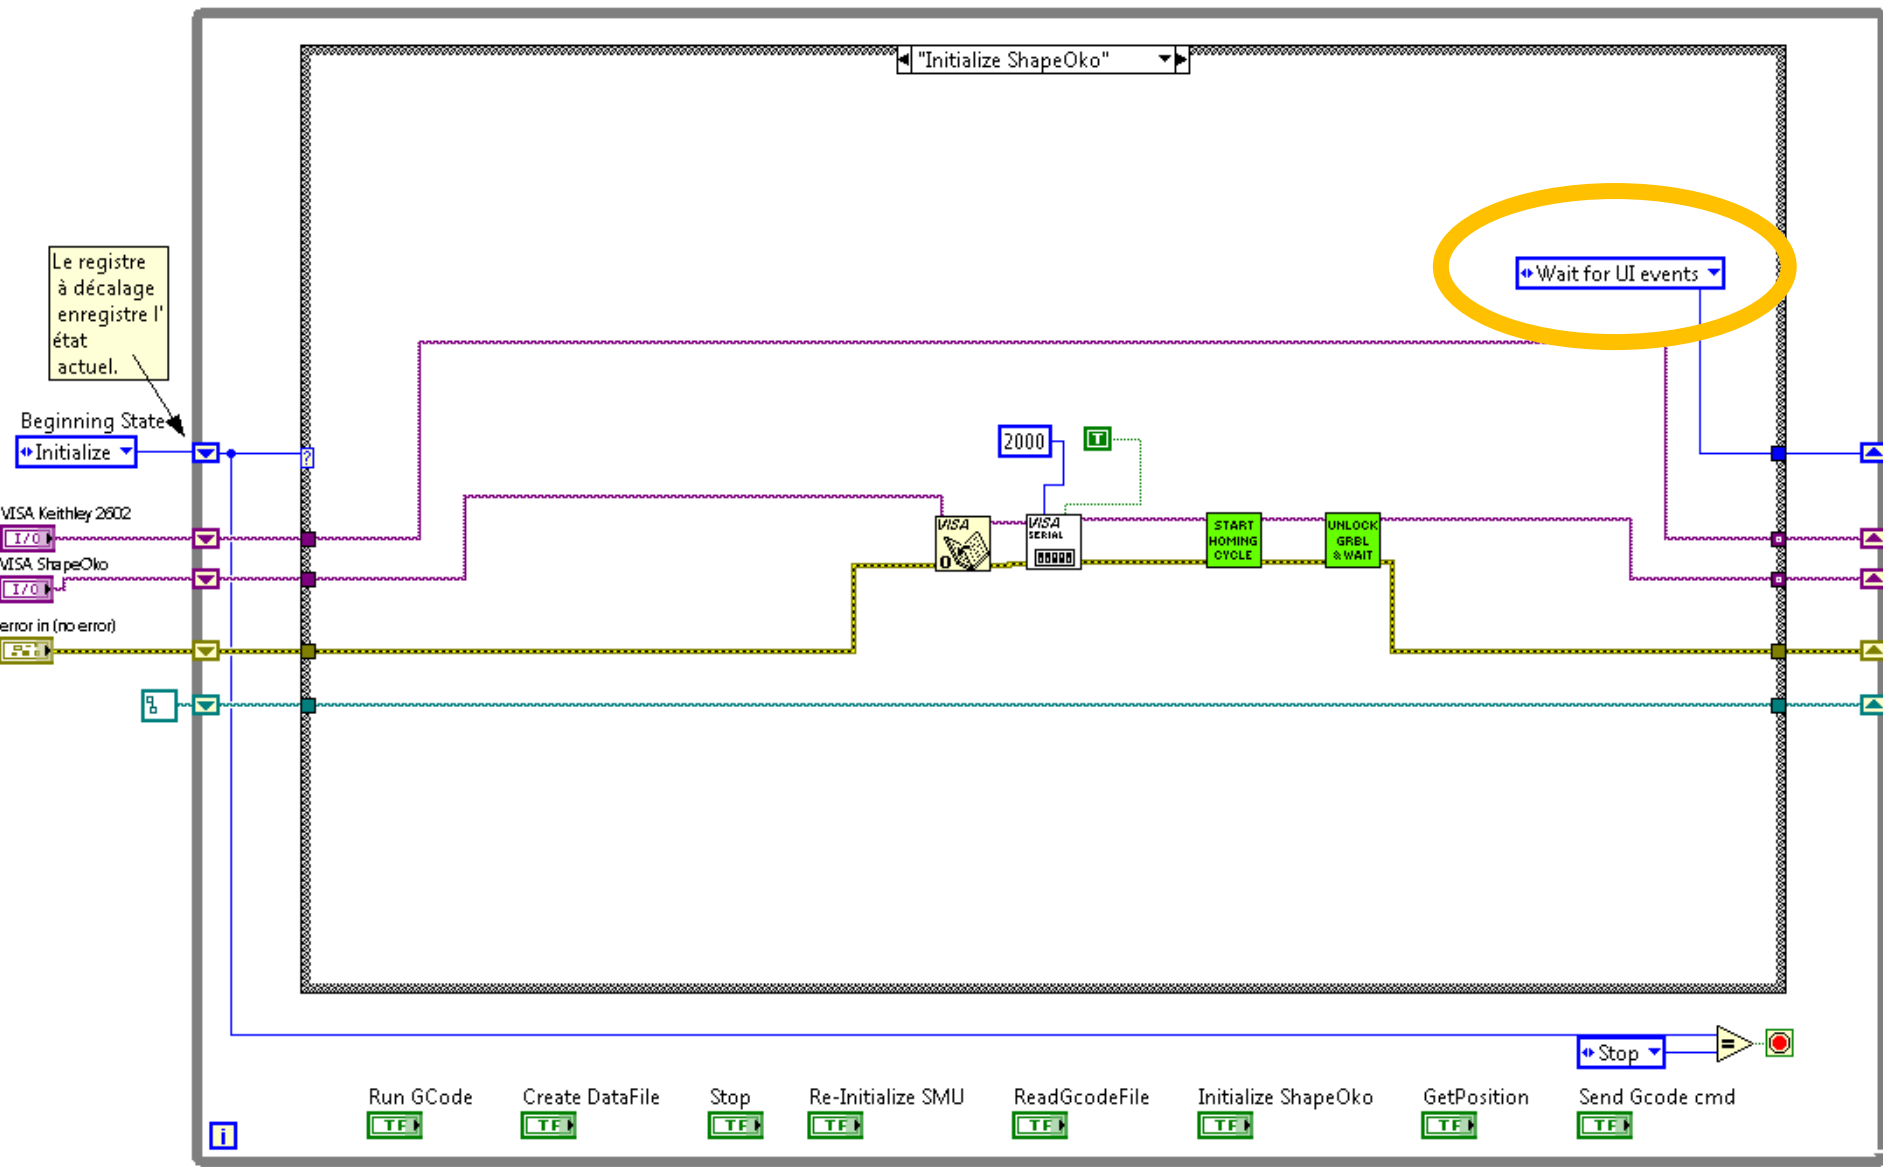 "Initialize ShapeOko"
Le registre
à décalage
enregistre l'
état
actuel.
Wait for UI events
Beginning State
Initialize
?
2000
T
VISA Keithley 2602
I/O
VISA
0
VISA
SERIAL
START
HOMING
CYCLE
UNLOCK
GRBL
& WAIT
VISA ShapeOko
I/O
error in (no error)
Stop
=
Run GCode
Create DataFile
Stop
Re-Initialize SMU
ReadGcodeFile
Initialize ShapeOko
GetPosition
Send Gcode cmd
TF
TF
TF
TF
TF
TF
TF
TF
i